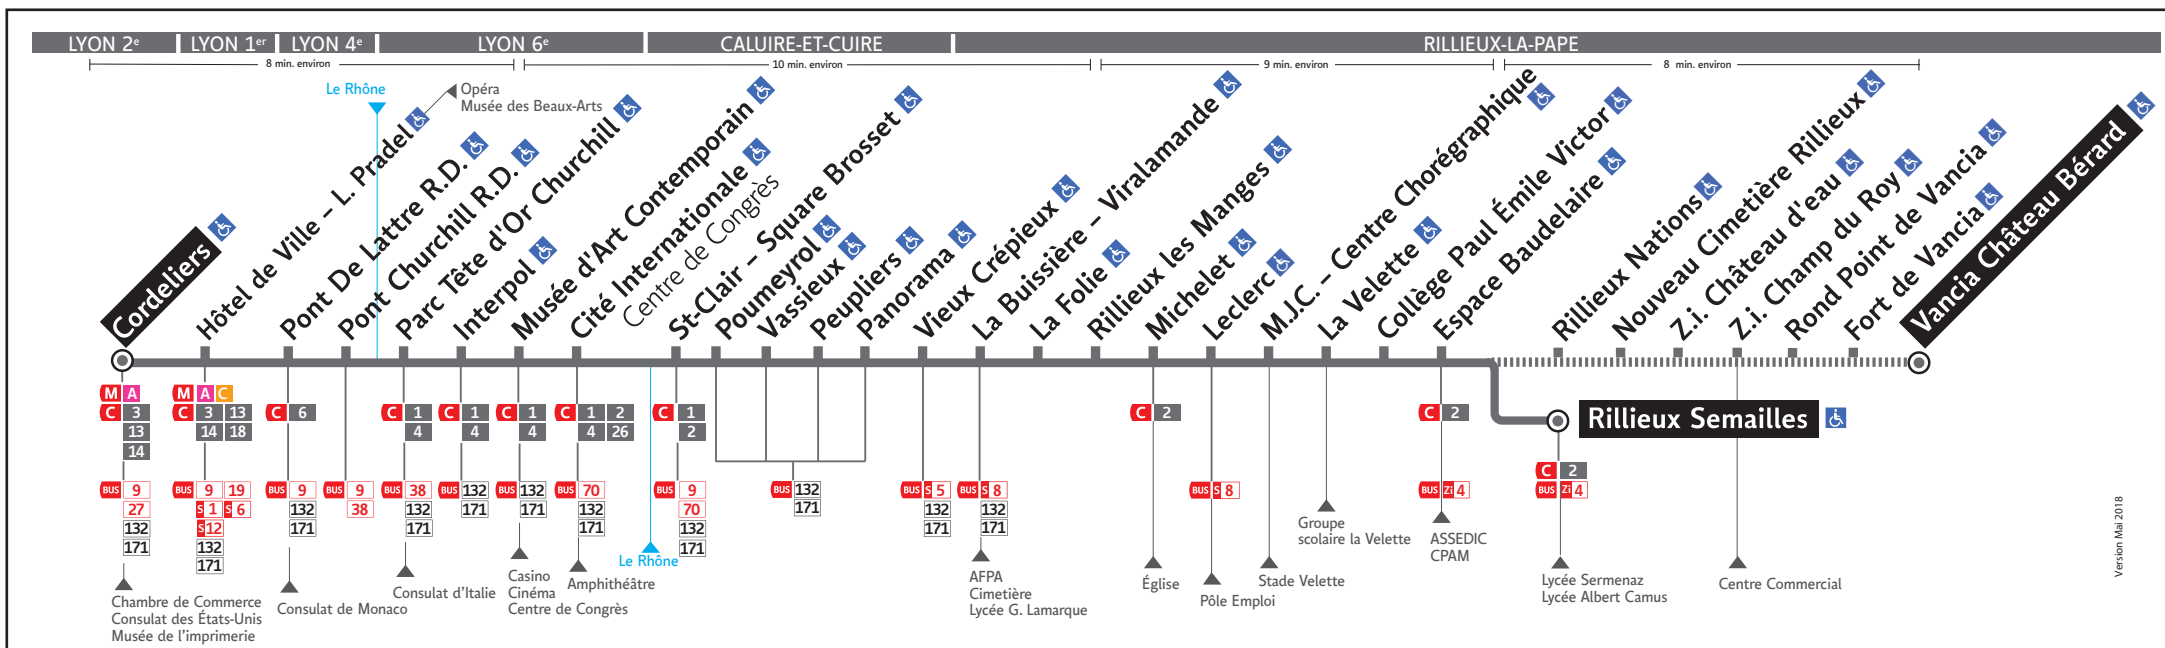 LYON 2e
LYON 1er
LYON 4e
LYON 6e
CALUIRE-ET-CUIRE
RILLIEUX-LA-PAPE
8 min. environ
10 min. environ
9 min. environ
8 min. environ
Le Rhône
Opéra
Musée des Beaux-Arts
Cordeliers
Hôtel de Ville – L. Pradel
Pont De Lattre R.D.
Pont Churchill R.D.
Parc Tête d'Or Churchill
Interpol
Musée d'Art Contemporain
Cité Internationale
Centre de Congrès
St-Clair – Square Brosset
Poumeyrol
Vassieux
Peupliers
Panorama
Vieux Crépieux
La Buissière – Viralamande
La Folie
Rillieux les Manges
Michelet
Leclerc
M.J.C. – Centre Chorégraphique
La Velette
Collège Paul Émile Victor
Espace Baudelaire
Rillieux Nations
Nouveau Cimetière Rillieux
Z.i. Château d'eau
Z.i. Champ du Roy
Rond Point de Vancia
Fort de Vancia
Vancia Château Bérard
Rillieux Semailles
M A
C 3
13
14
BUS 9
27
132
171
Chambre de Commerce
Consulat des États-Unis
Musée de l'imprimerie
M A C
C 3 13
14 18
BUS 9 19
S 1 S 6
S 12
132
171
C 6
BUS 9
132
171
Consulat de Monaco
BUS 9
38
C 1
4
BUS 38
132
171
Consulat d'Italie
C 1
4
BUS 132
171
C 1
4
BUS 132
171
Casino
Cinéma
Centre de Congrès
C 1 2
4 26
BUS 70
132
171
Amphithéâtre
Le Rhône
C 1
2
BUS 9
70
132
171
BUS 132
171
BUS S 5
132
171
BUS S 8
132
171
AFPA
Cimetière
Lycée G. Lamarque
C 2
Église
BUS S 8
Pôle Emploi
Stade Velette
Groupe
scolaire la Velette
C 2
BUS Zi 4
ASSEDIC
CPAM
C 2
BUS Zi 4
Lycée Sermenaz
Lycée Albert Camus
Centre Commercial
Version Mai 2018